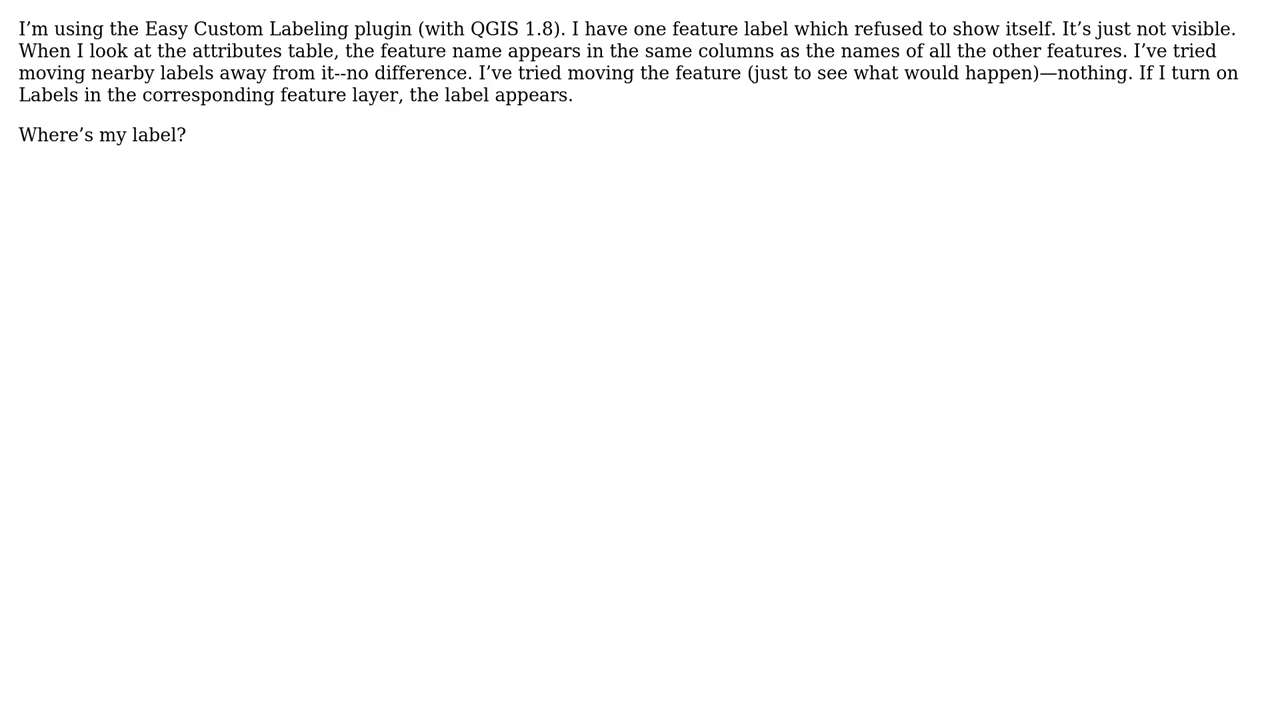 I’m using the Easy Custom Labeling plugin (with QGIS 1.8). I have one feature label which refused to show itself. It’s just not visible.
When I look at the attributes table, the feature name appears in the same columns as the names of all the other features. I’ve tried
moving nearby labels away from it--no difference. I’ve tried moving the feature (just to see what would happen)—nothing. If I turn on
Labels in the corresponding feature layer, the label appears.
Where’s my label?